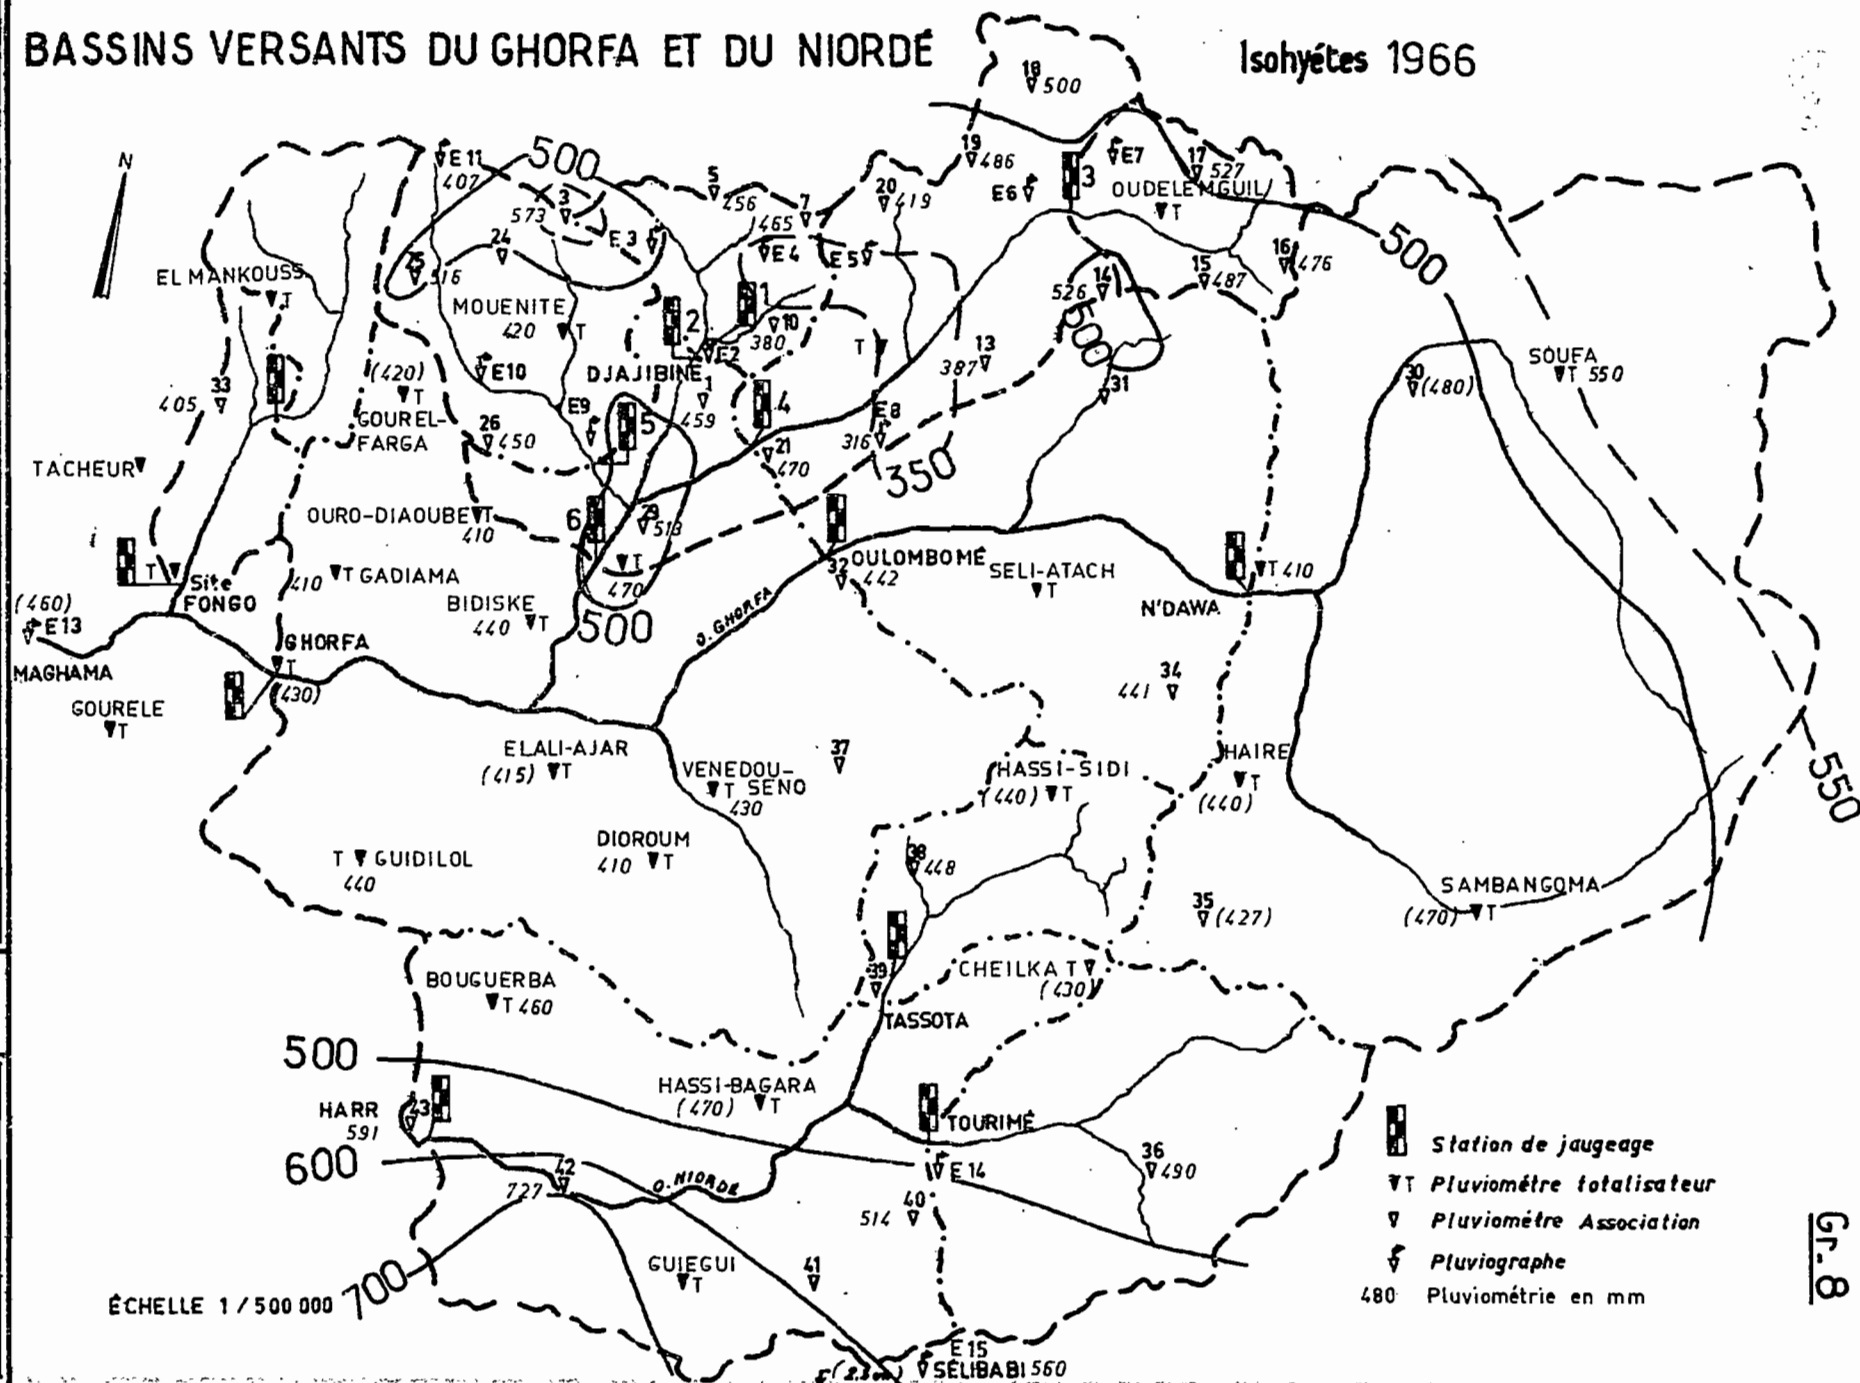 BASSINS VERSANTS DU GHORFA ET DU NIORDÉ
Isohyétes 1966
N
18
500
E 11
407
500
3
573
5
456
465
7
20
419
19
486
E6
3
E7
17
527
OUDELEMGUIL
T
25
516
24
E 3
E4
E5
14
526
15
487
16
476
500
EL MANKOUSS
T
MOUENITE
420
T
2
1
10
380
E2
T
13
387
500
SOUFA
T 550
33
405
(420)
T
GOUREL-
FARGA
E10
DJAJIBINE
1
459
4
31
30
(480)
26
450
E9
5
21
470
E8
316
350
TACHEUR
OURO-DIAOUBE
T
410
6
29
513
T
470
500
i
T
Site
FONGO
410
T GADIAMA
BIDISKE
440
T
OULOMBOMÉ
32
442
SELI-ATACH
T
T 410
N'DAWA
(460)
E13
MAGHAMA
GHORFA
T
(430)
O. GHORFA
34
441
GOURELE
T
ELALI-AJAR
(415)
T
VENEDOU-
T SENO
430
37
HASSI-SIDI
(440)
T
HAIRE
T
(440)
T
GUIDILOL
440
DIOROUM
410
T
38
448
SAMBANGOMA
(470)
T
35
(427)
550
BOUGUERBA
T 460
39
TASSOTA
CHEILKA T
(430)
500
HASSI-BAGARA
(470)
T
HARR
591
43
TOURIMÉ
600
42
727
O. NIORDÉ
E 14
36
490
40
514
GUIEGUI
T
41
700
ÉCHELLE 1/500 000
E15
SÉLIBABI 560
Station de jaugeage
T Pluviométre totalisateur
Pluviométre Association
Pluviographe
480 Pluviométrie en mm
Gr. 8